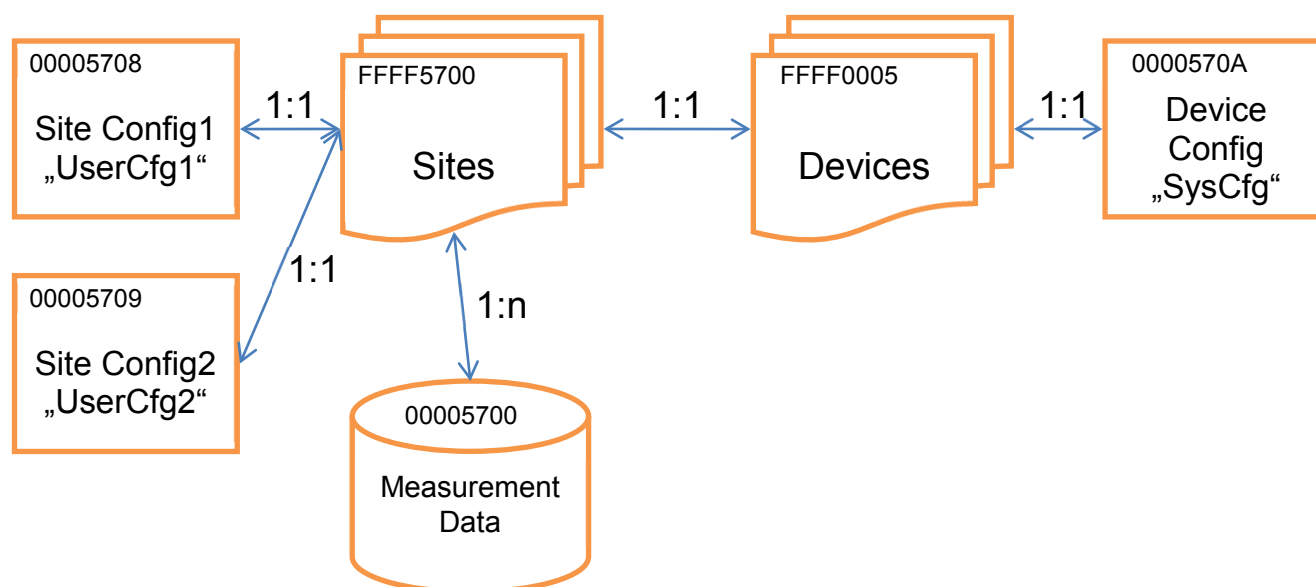 00005708
Site Config1
„UserCfg1“
1:1
FFFF5700
Sites
1:1
FFFF0005
Devices
1:1
0000570A
Device
Config
„SysCfg“
00005709
Site Config2
„UserCfg2“
1:1
1:n
00005700
Measurement
Data